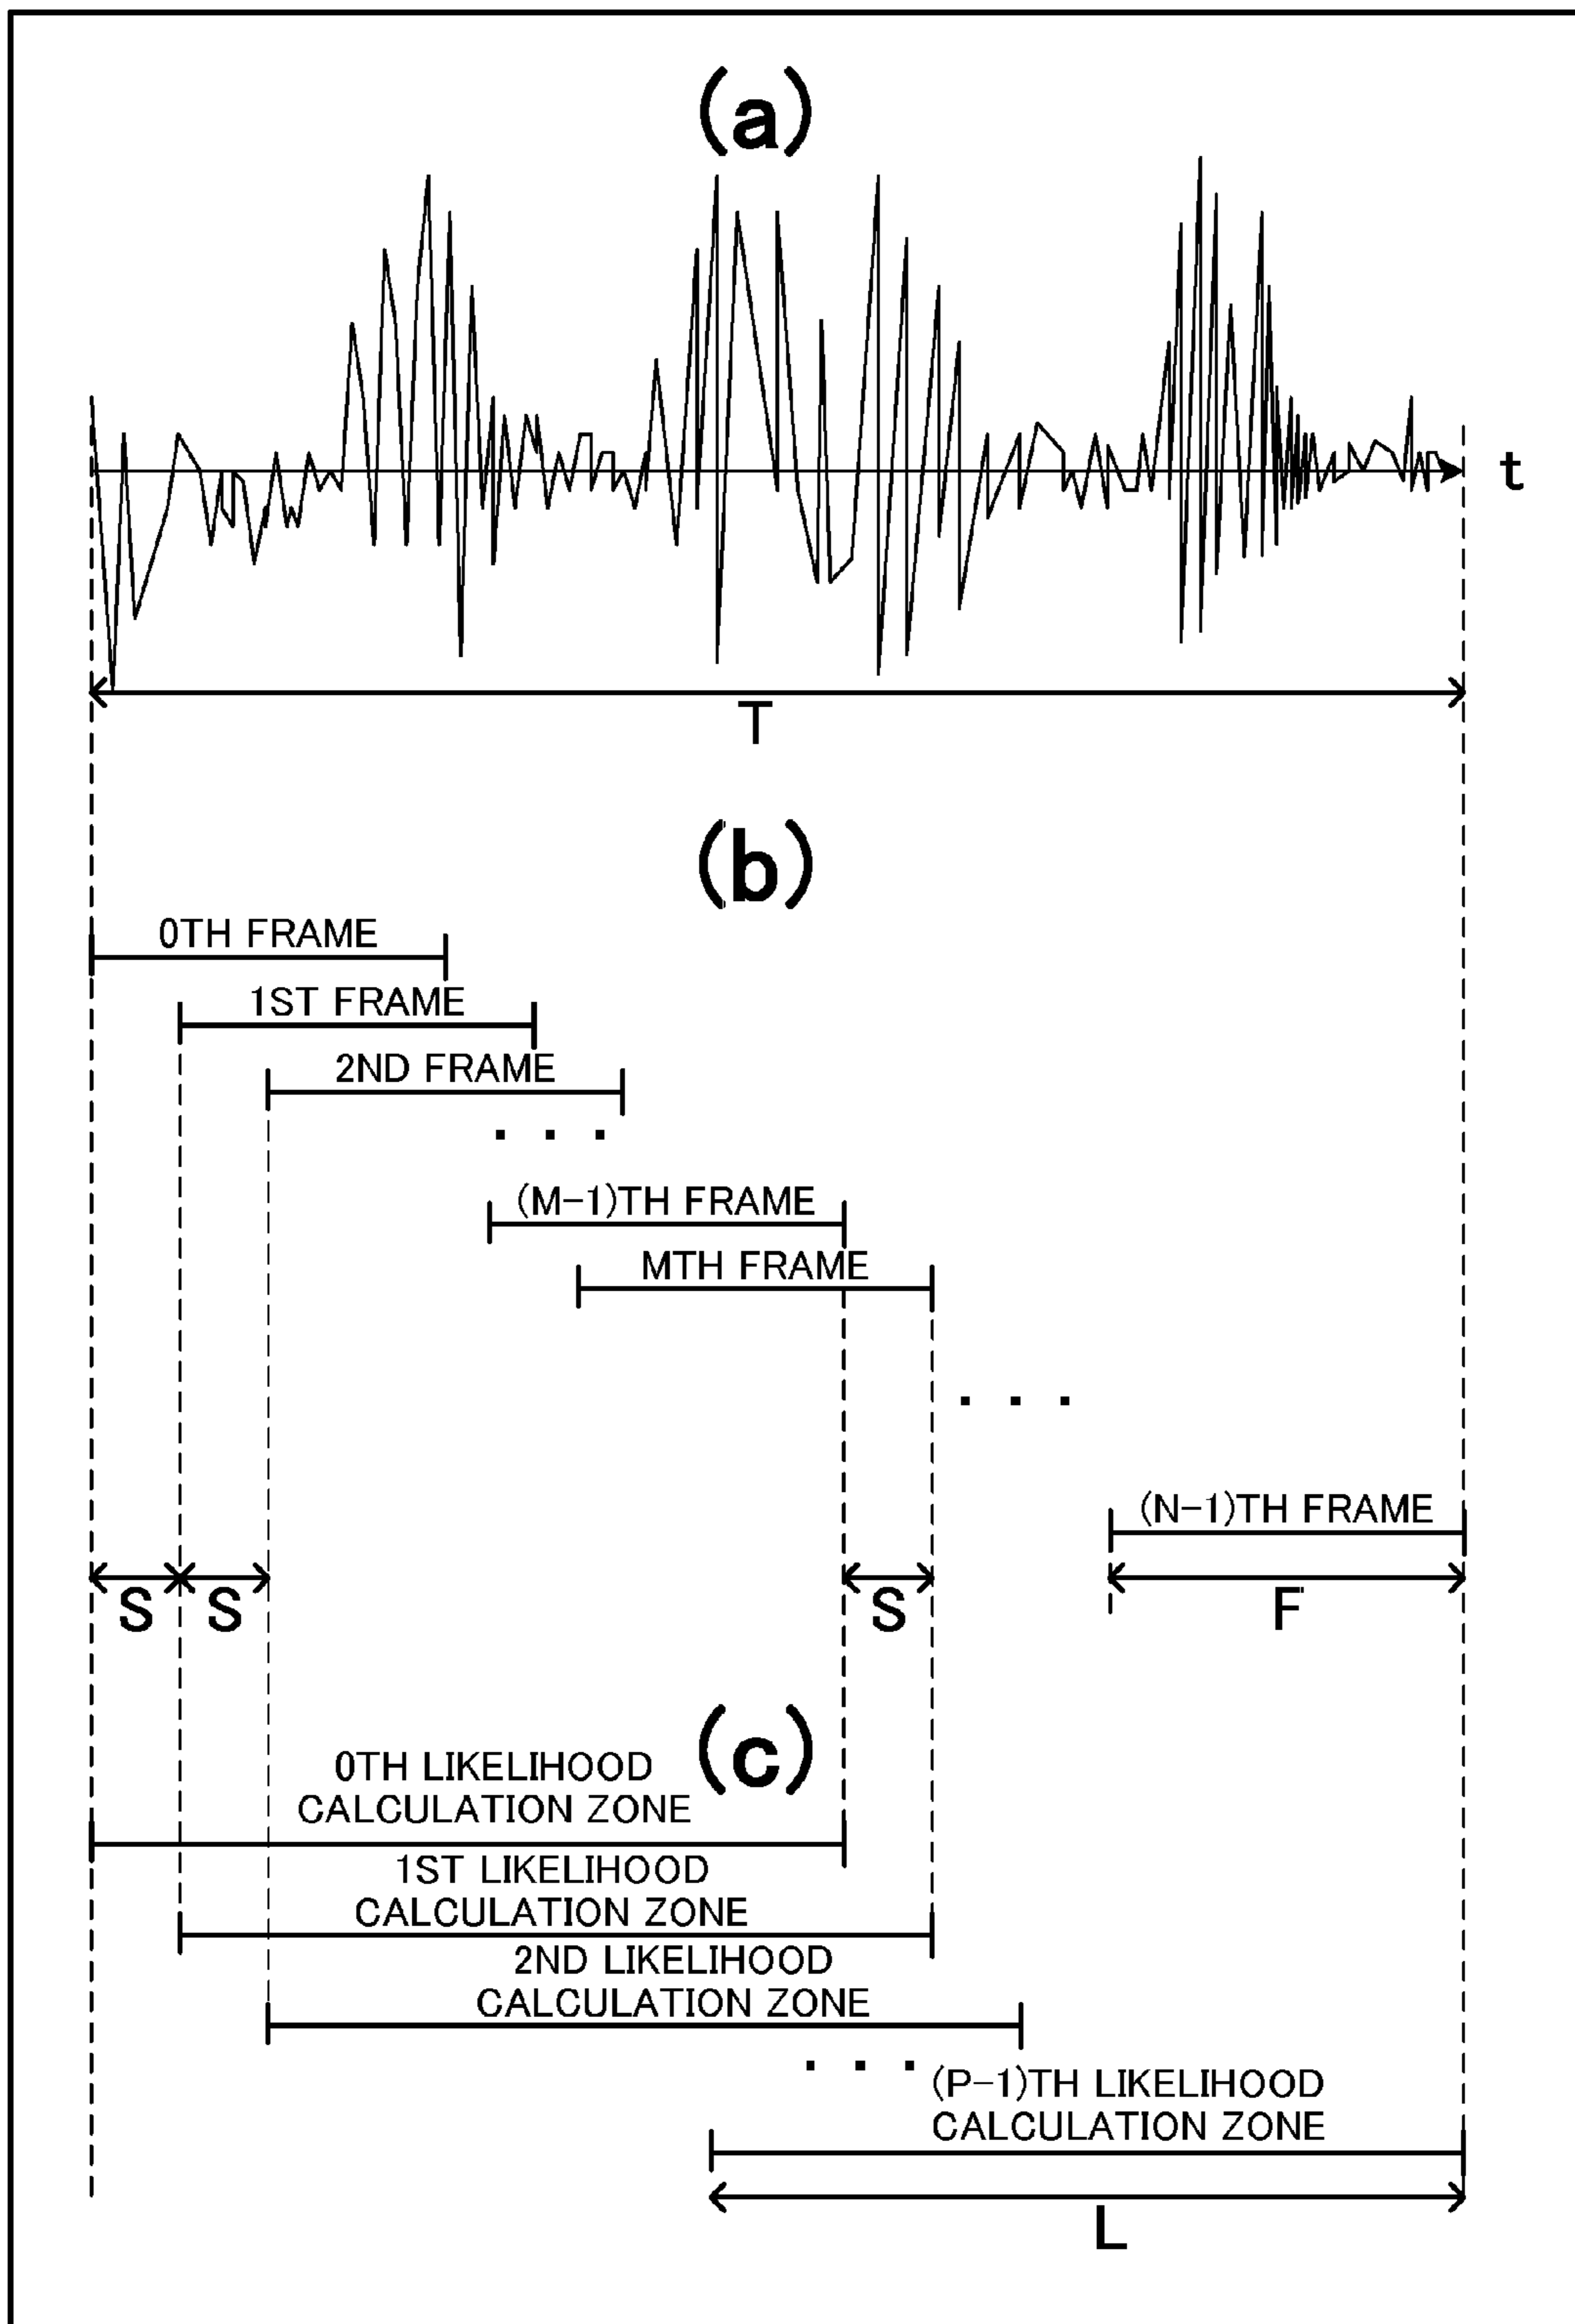 (a)
t
T
(b)
0TH FRAME
1ST FRAME
2ND FRAME
. . .
(M-1)TH FRAME
MTH FRAME
. . .
(N-1)TH FRAME
S S S F
(c)
0TH LIKELIHOOD
CALCULATION ZONE
1ST LIKELIHOOD
CALCULATION ZONE
2ND LIKELIHOOD
CALCULATION ZONE
. . .
(P-1)TH LIKELIHOOD
CALCULATION ZONE
L